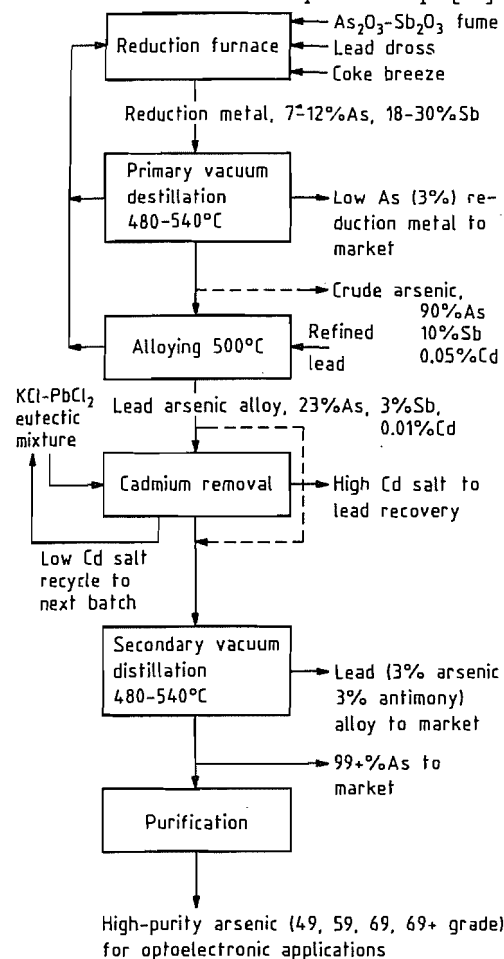 As₂O₃-Sb₂O₃ fume
Reduction furnace
Lead dross
Coke breeze
Reduction metal, 7-12%As, 18-30%Sb
Primary vacuum
destillation
480-540°C
Low As (3%) re-
duction metal to
market
Crude arsenic,
90%As
10%Sb
0.05%Cd
Alloying 500°C
Refined
lead
Lead arsenic alloy, 23%As, 3%Sb,
0.01%Cd
KCl-PbCl₂
eutectic
mixture
Cadmium removal
High Cd salt to
lead recovery
Low Cd salt
recycle to
next batch
Secondary vacuum
distillation
480-540°C
Lead (3% arsenic
3% antimony)
alloy to market
99+%As to
market
Purification
High-purity arsenic (49, 59, 69, 69+ grade)
for optoelectronic applications